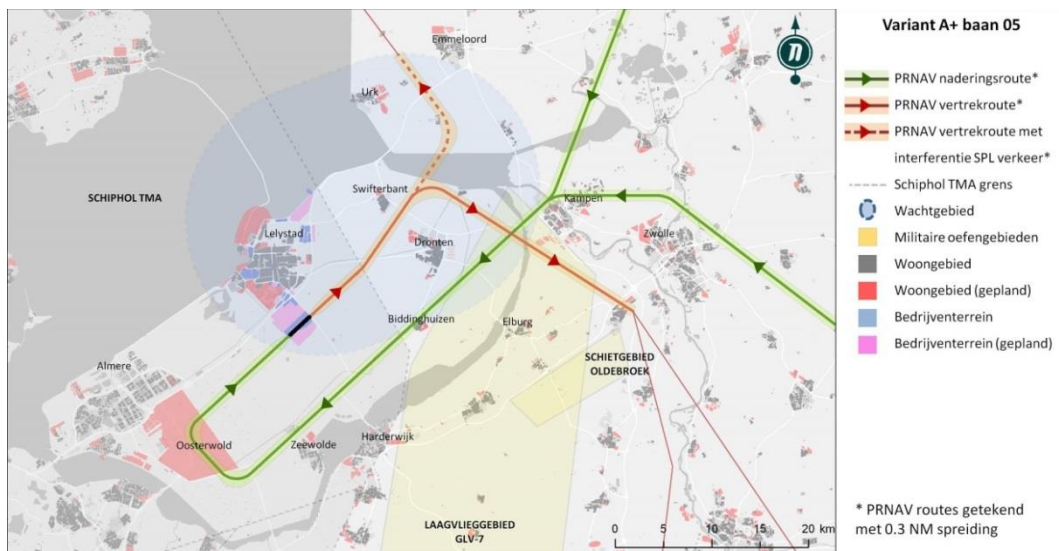 Variant A+ baan 05
PRNAV naderingsroute*
PRNAV vertrekroute*
PRNAV vertrekroute met
interferentie SPL verkeer*
Schiphol TMA grens
Wachtgebied
Militaire oefengebieden
Woongebied
Woongebied (gepland)
Bedrijventerrein
Bedrijventerrein (gepland)
* PRNAV routes getekend
met 0.3 NM spreiding
n
Emmeloord
Urk
SCHIPHOL TMA
Swifterbant
Kampen
Lelystad
Dronten
Zwolle
Biddinghuizen
Elburg
Almere
SCHIETGEBIED
OLDEBROEK
Oosterwold
Zeewolde
Harderwijk
LAAGVLIEGGEBIED
GLV-7
0 5 10 15 20 km